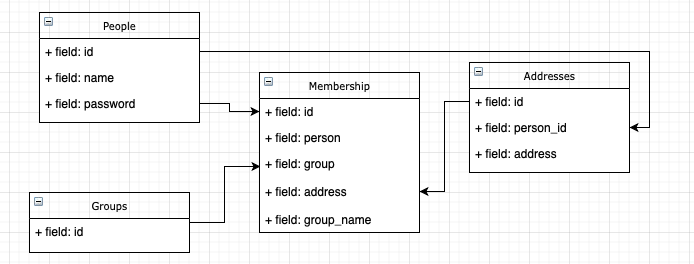 People
+ field: id
+ field: name
+ field: password
Membership
+ field: id
+ field: person
+ field: group
+ field: address
+ field: group_name
Addresses
+ field: id
+ field: person_id
+ field: address
Groups
+ field: id